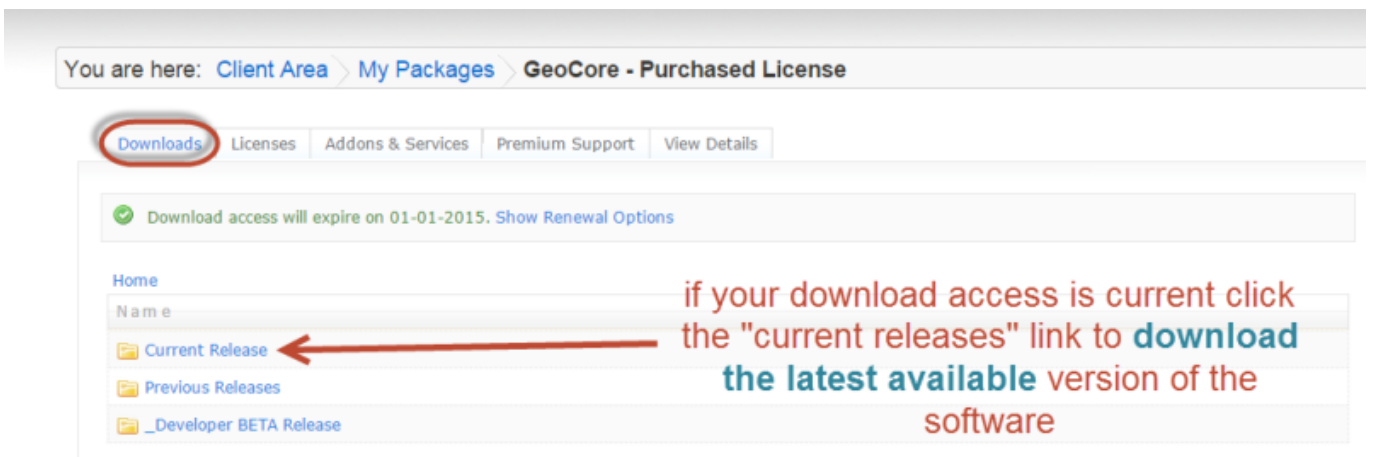 You are here: Client Area My Packages GeoCore - Purchased License
Downloads Licenses Addons & Services Premium Support View Details
Download access will expire on 01-01-2015. Show Renewal Options
Home
Name
Current Release
Previous Releases
_Developer BETA Release
if your download access is current click
the "current releases" link to download
the latest available version of the
software